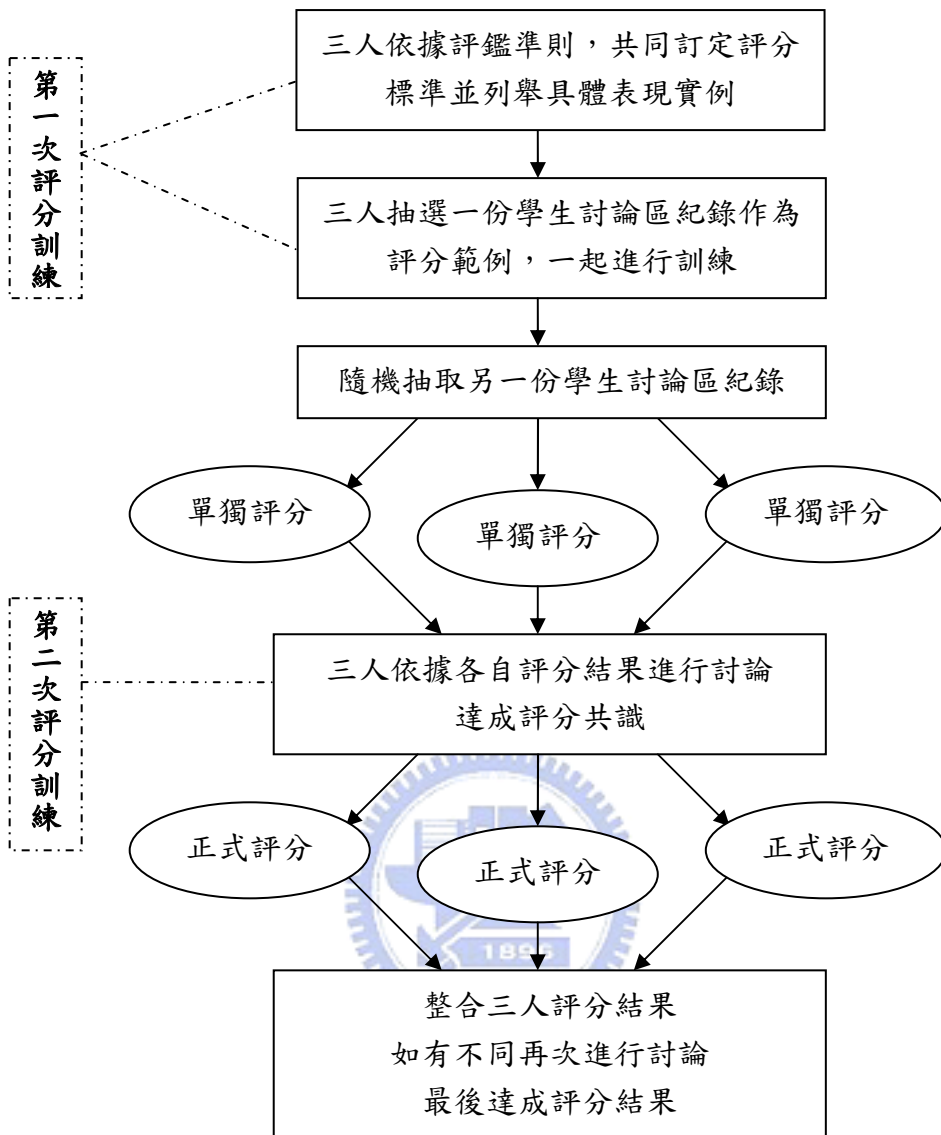 第一次評分訓練
三人依據評鑑準則，共同訂定評分
標準並列舉具體表現實例
三人抽選一份學生討論區紀錄作為
評分範例，一起進行訓練
隨機抽取另一份學生討論區紀錄
單獨評分
單獨評分
單獨評分
第二次評分訓練
三人依據各自評分結果進行討論
達成評分共識
正式評分
正式評分
正式評分
1896
整合三人評分結果
如有不同再次進行討論
最後達成評分結果